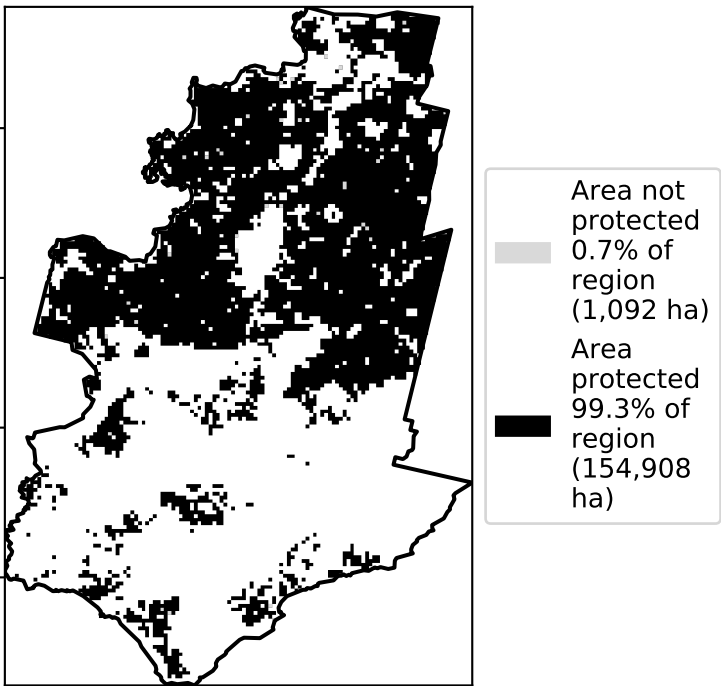 Area not
protected
0.7% of
region
(1,092 ha)
Area
protected
99.3% of
region
(154,908
ha)